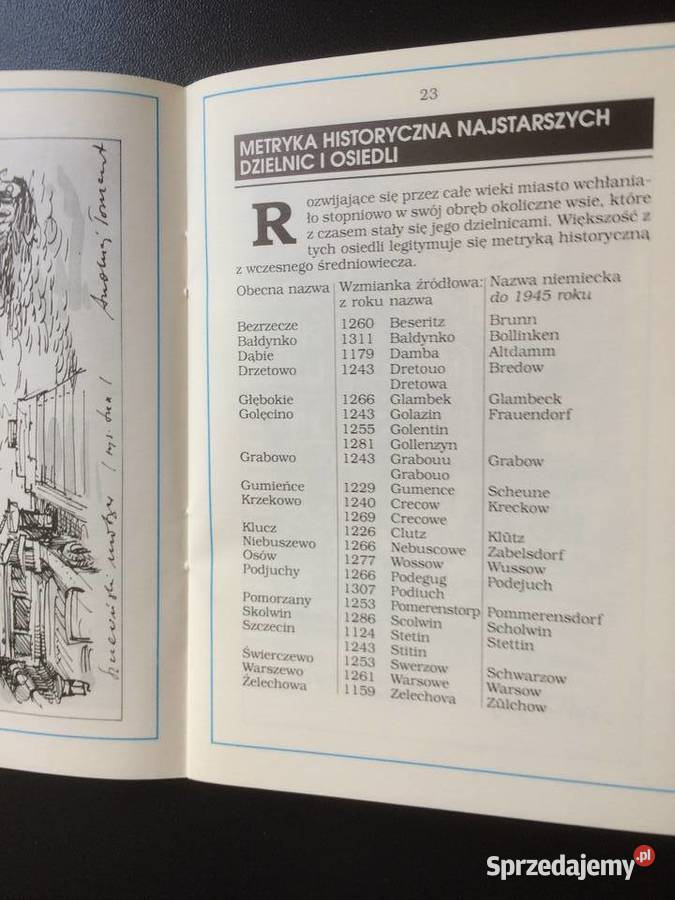 23
METRYKA HISTORYCZNA NAJSTARSZYCH
DZIELNIC I OSIEDLI
Rozwijające się przez całe wieki miasto wchłania-
ło stopniowo w swój obręb okoliczne wsie, które
z czasem stały się jego dzielnicami. Większość z
tych osiedli legitymuje się metryką historyczną
z wczesnego średniowiecza.
Obecna nazwa Wzmianka źródłowa: Nazwa niemiecka
z roku nazwa do 1945 roku
Bezrzecze 1260 Beseritz Brunn
Bałdynko 1311 Baldynko Bollinken
Dąbie 1179 Damba Altdamm
Drzetowo 1243 Dretouo Bredow
Dretowa
Głębokie 1266 Glambek Glambeck
Golęcino 1243 Golazin Frauendorf
1255 Golentin
1281 Gollenzyn
Grabowo 1243 Grabouu Grabow
Grabouo
Gumieńce 1229 Gumence Scheune
Krzekowo 1240 Crecow Kreckow
1269 Crecowe
Klucz 1226 Clutz Klûtz
Niebuszewo 1266 Nebuscowe Zabelsdorf
Osów 1277 Wossow Wussow
Podjuchy 1266 Podegug Podejuch
1307 Podiuch
Pomorzany 1253 Pomerenstorp Pommerensdorf
Skolwin 1286 Scolwin Scholwin
Szczecin 1124 Stetin Stettin
1243 Stitin
Świerczewo 1253 Swerzow Schwarzow
Warszewo 1261 Warsowe Warsow
Żelechowa 1159 Zelechova Zûlchow
Andrzej Toment
Sprzedajemy.pl